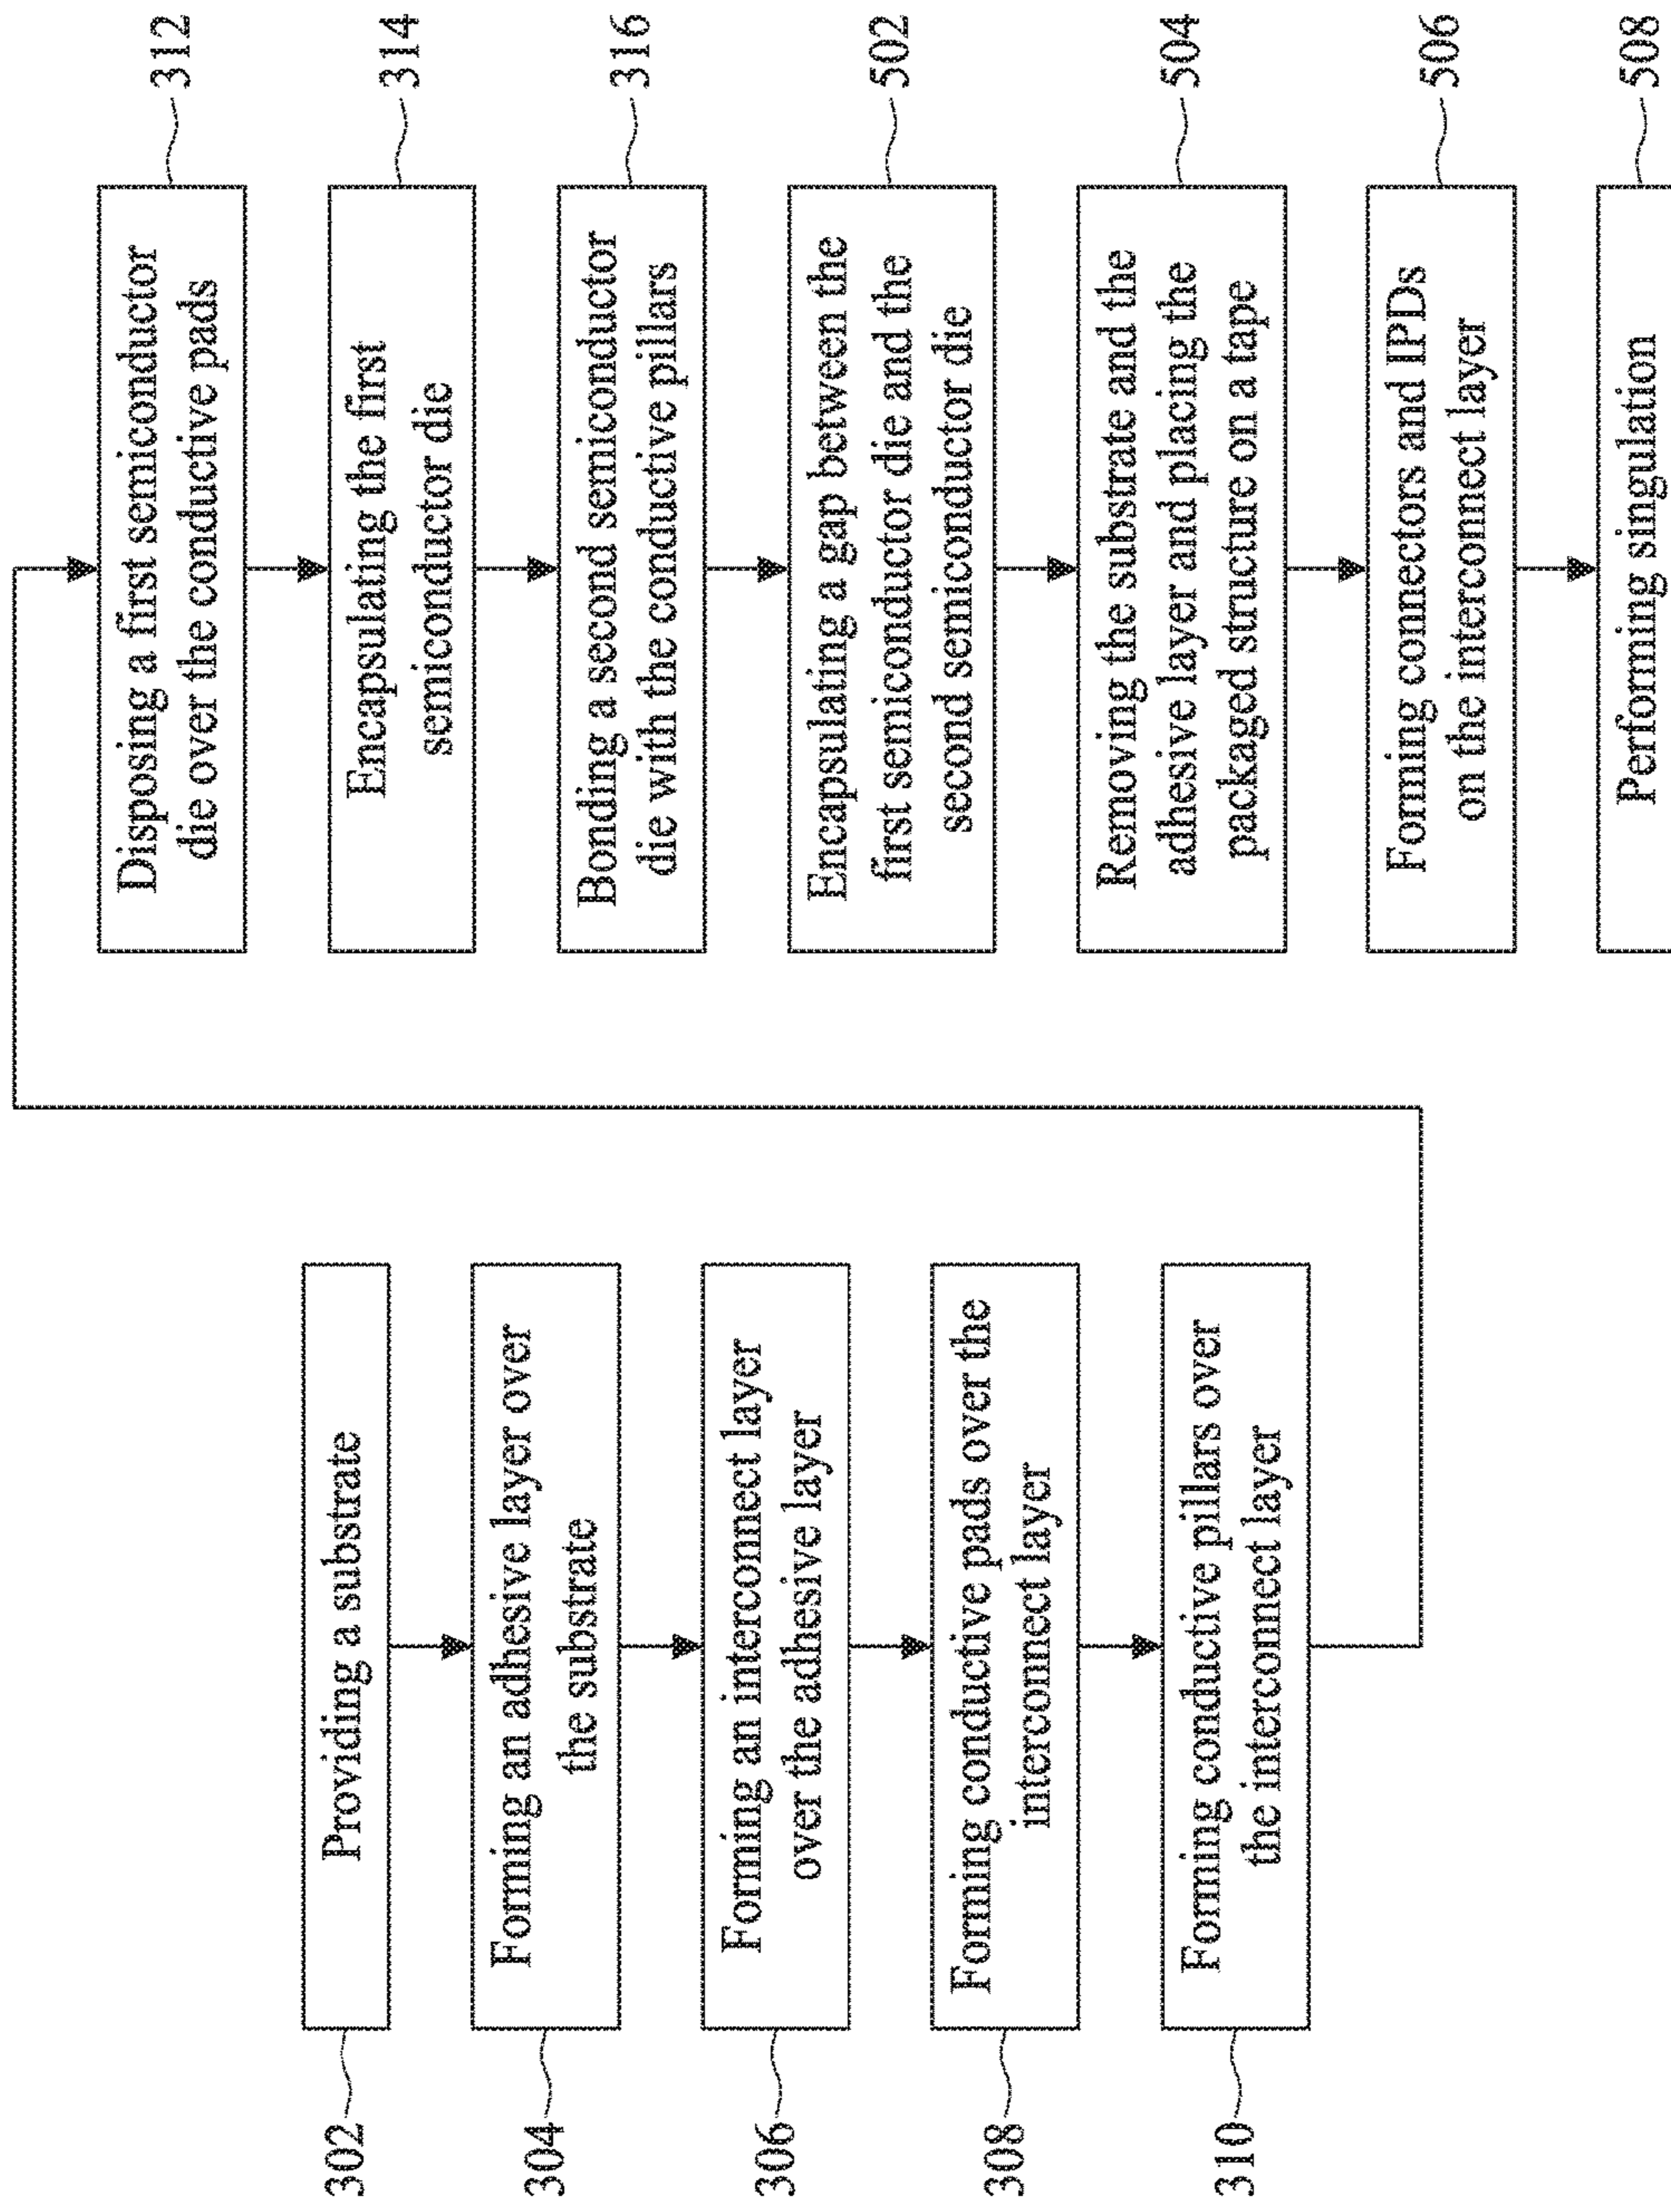 302
Providing a substrate
304
Forming an adhesive layer over
the substrate
306
Forming an interconnect layer
over the adhesive layer
308
Forming conductive pads over the
interconnect layer
310
Forming conductive pillars over
the interconnect layer
Disposing a first semiconductor
die over the conductive pads
312
Encapsulating the first
semiconductor die
314
Bonding a second semiconductor
die with the conductive pillars
316
Encapsulating a gap between the
first semiconductor die and the
second semiconductor die
502
Removing the substrate and the
adhesive layer and placing the
packaged structure on a tape
504
Forming connectors and IPDs
on the interconnect layer
506
Performing singulation
508